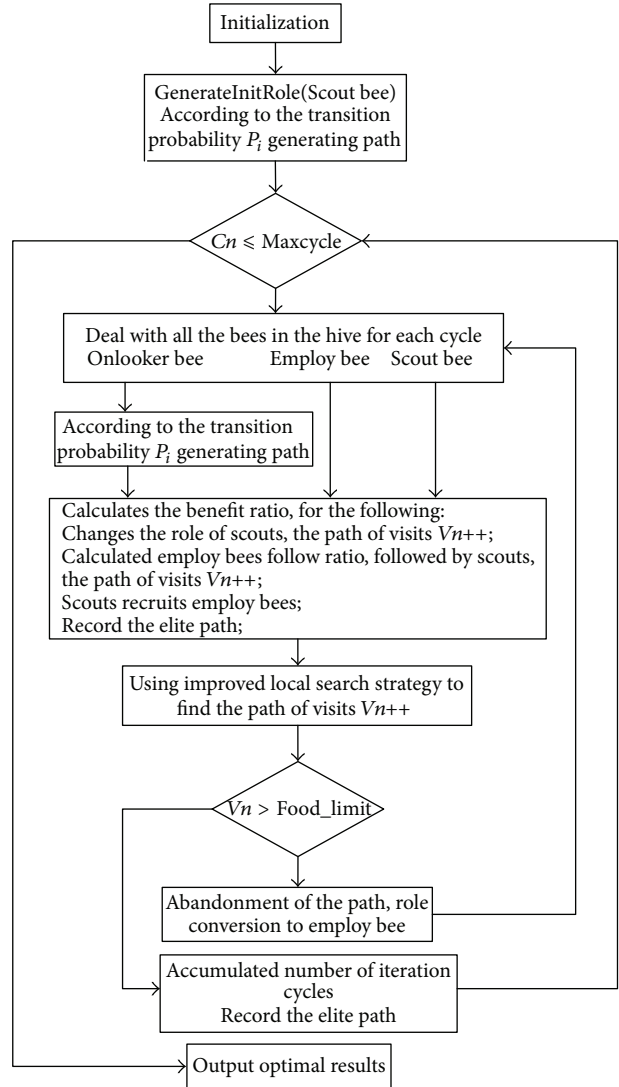 Initialization
GenerateInitRole(Scout bee)
According to the transition
probability Pi generating path
Cn ⩽ Maxcycle
Deal with all the bees in the hive for each cycle
Onlooker bee Employ bee Scout bee
According to the transition
probability Pi generating path
Calculates the benefit ratio, for the following:
Changes the role of scouts, the path of visits Vn++;
Calculated employ bees follow ratio, followed by scouts,
the path of visits Vn++;
Scouts recruits employ bees;
Record the elite path;
Using improved local search strategy to
find the path of visits Vn++
Vn > Food_limit
Abandonment of the path, role
conversion to employ bee
Accumulated number of iteration
cycles
Record the elite path
Output optimal results